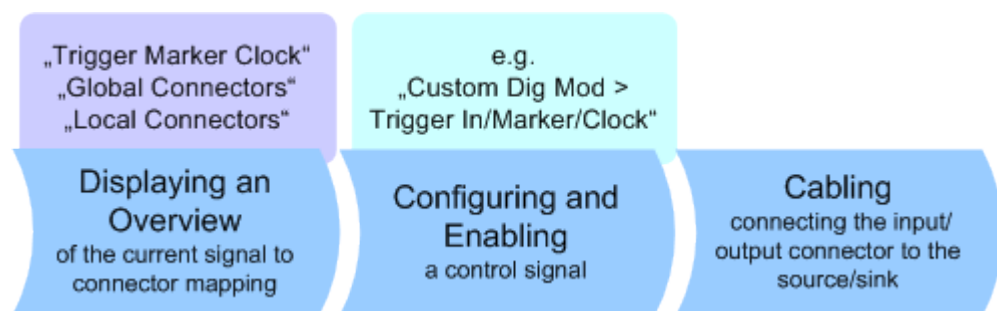 „Trigger Marker Clock“
„Global Connectors“
„Local Connectors“
Displaying an
Overview
of the current signal to
connector mapping
e.g.
„Custom Dig Mod >
Trigger In/Marker/Clock“
Configuring and
Enabling
a control signal
Cabling
connecting the input/
output connector to the
source/sink